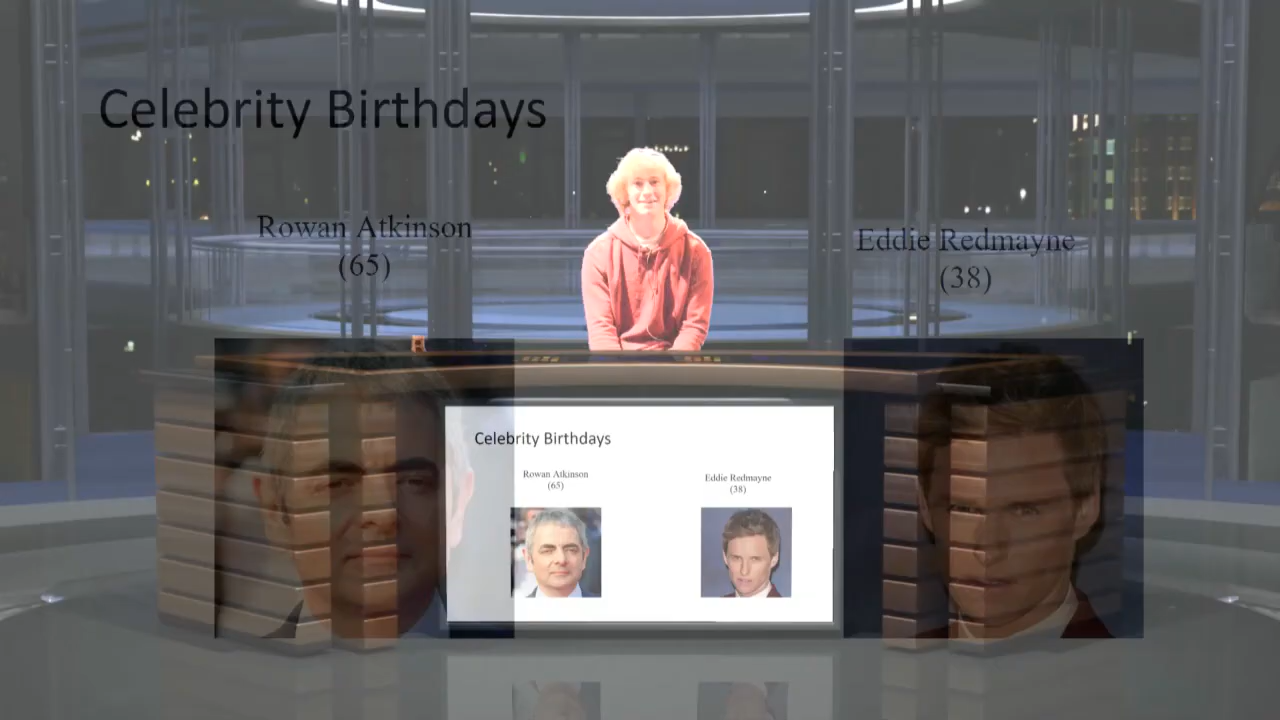 Celebrity Birthdays
Rowan Atkinson
(65)
Eddie Redmayne
(38)
Celebrity Birthdays
Rowan Atkinson
(65)
Eddie Redmayne
(38)